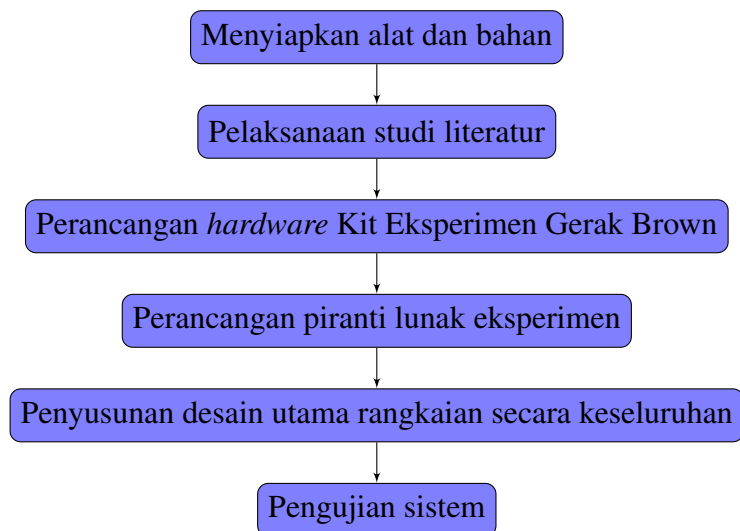 Menyiapkan alat dan bahan
Pelaksanaan studi literatur
Perancangan hardware Kit Eksperimen Gerak Brown
Perancangan piranti lunak eksperimen
Penyusunan desain utama rangkaian secara keseluruhan
Pengujian sistem